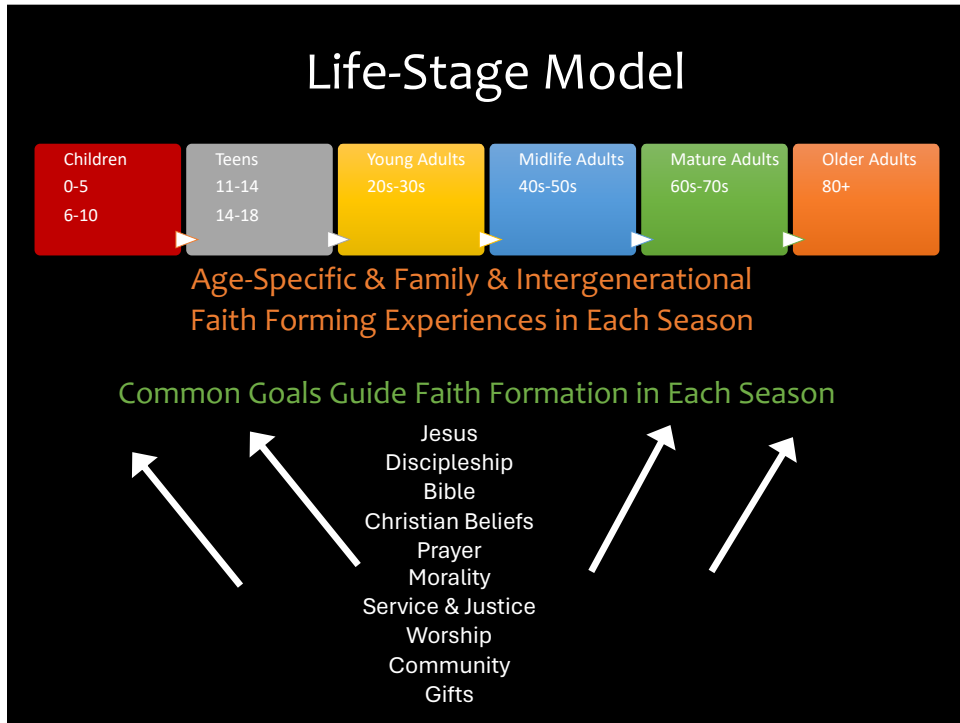 Life-Stage Model
Children
0-5
6-10
Teens
11-14
14-18
Young Adults
20s-30s
Midlife Adults
40s-50s
Mature Adults
60s-70s
Older Adults
80+
Age-Specific & Family & Intergenerational
Faith Forming Experiences in Each Season
Common Goals Guide Faith Formation in Each Season
Jesus
Discipleship
Bible
Christian Beliefs
Prayer
Morality
Service & Justice
Worship
Community
Gifts